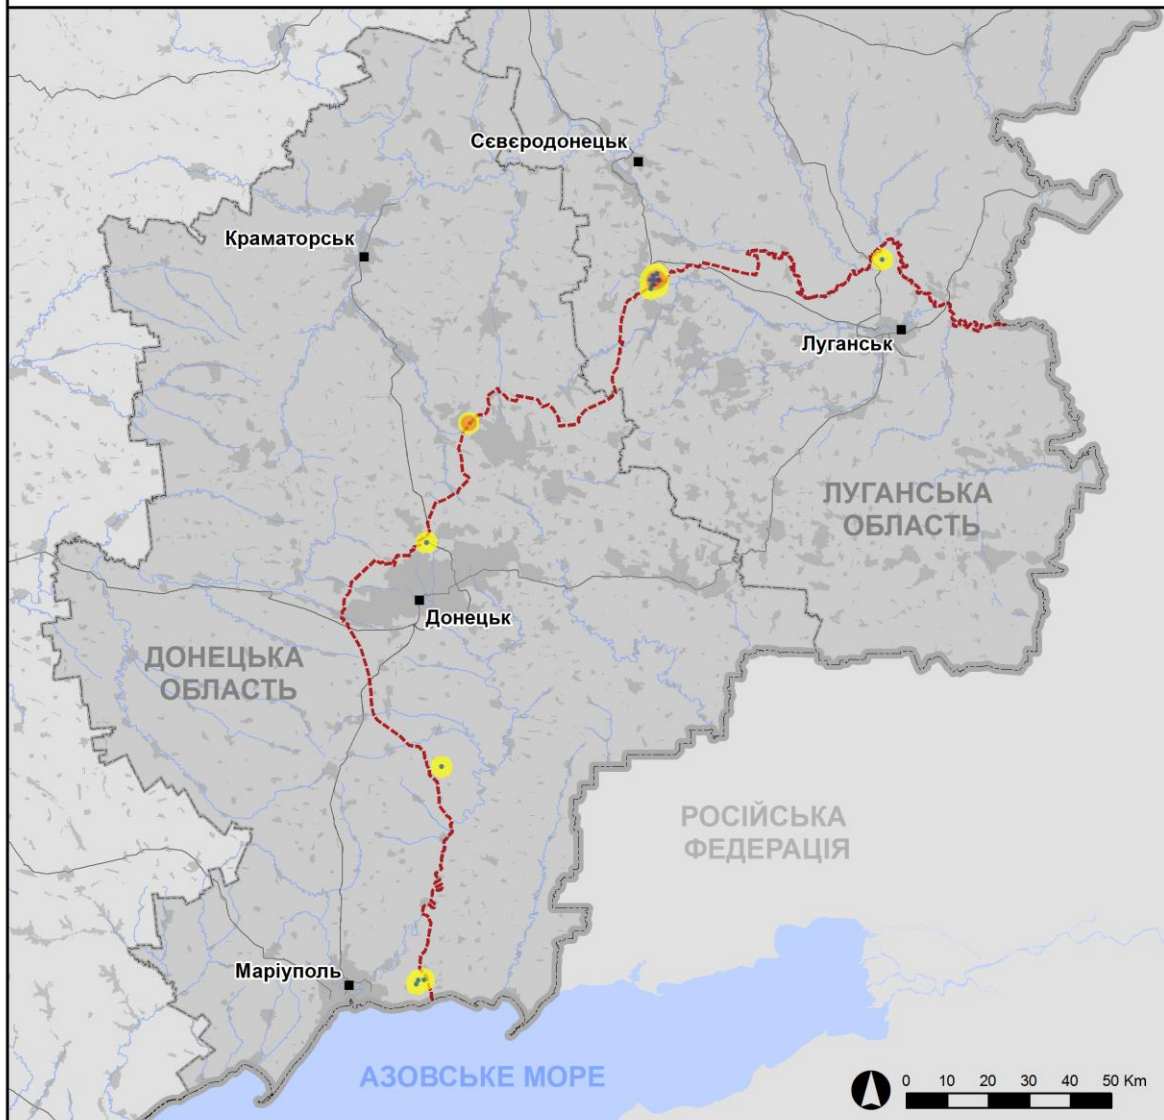 Сєвєродонецьк
Краматорськ
Луганськ
ЛУГАНСЬКА
ОБЛАСТЬ
Донецьк
ДОНЕЦЬКА
ОБЛАСТЬ
РОСІЙСЬКА
ФЕДЕРАЦІЯ
Маріуполь
АЗОВСЬКЕ МОРЕ
0 10 20 30 40 50 Km